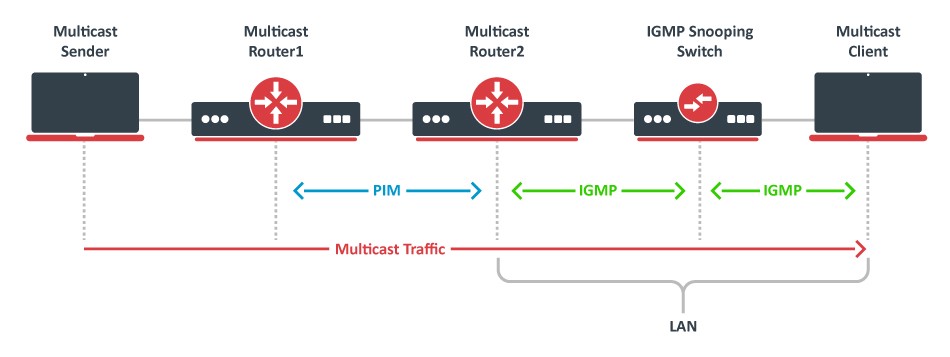 Multicast
Sender
Multicast
Router1
Multicast
Router2
IGMP Snooping
Switch
Multicast
Client
PIM
IGMP
IGMP
Multicast Traffic
LAN